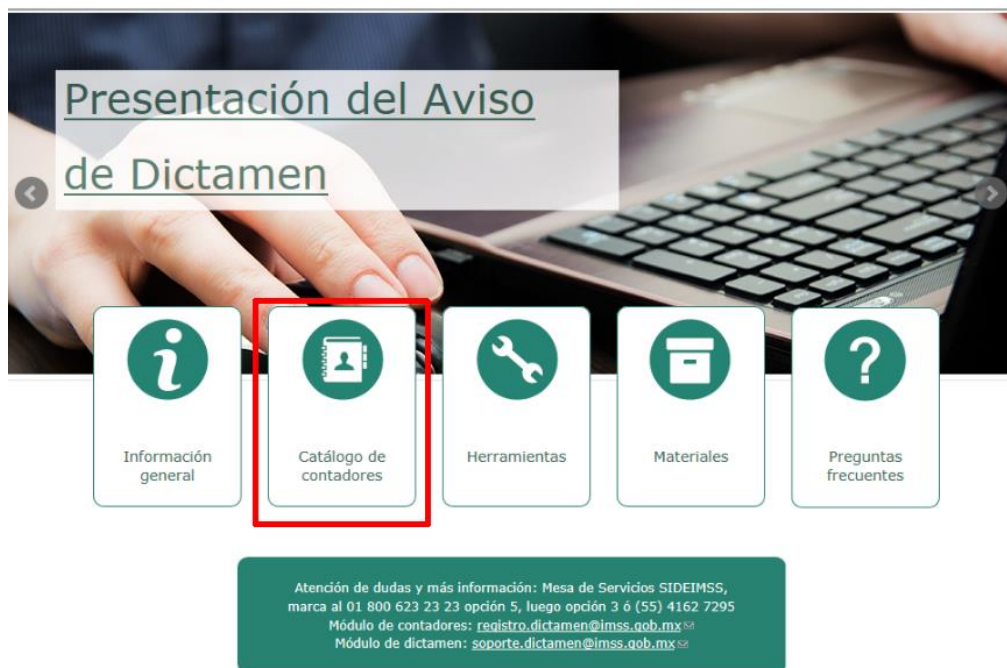 Presentación del Aviso
de Dictamen
Información
general
Catálogo de
contadores
Herramientas
Materiales
Preguntas
frecuentes
Atención de dudas y más información: Mesa de Servicios SIDEIMSS,
marca al 01 800 623 23 23 opción 5, luego opción 3 ó (55) 4162 7295
Módulo de contadores: registro.dictamen@imss.gob.mx
Módulo de dictamen: soporte.dictamen@imss.gob.mx